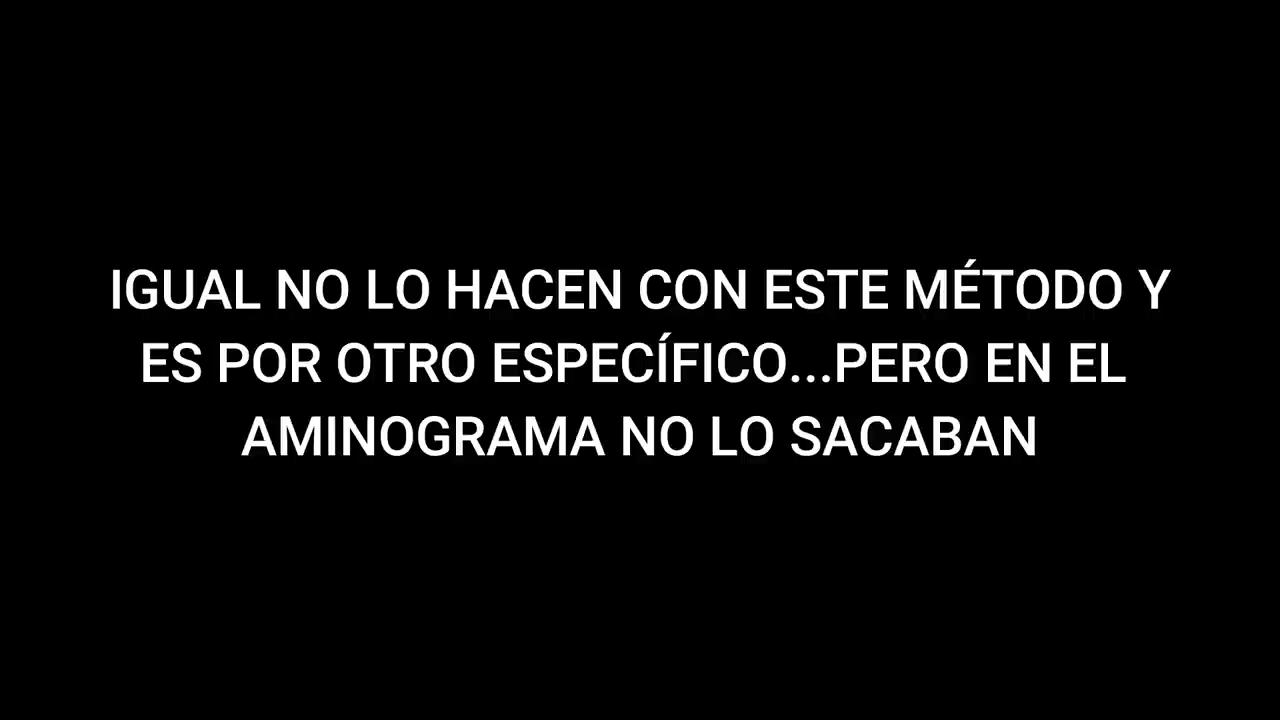 IGUAL NO LO HACEN CON ESTE MÉTODO Y
ES POR OTRO ESPECÍFICO...PERO EN EL
AMINOGRAMA NO LO SACABAN